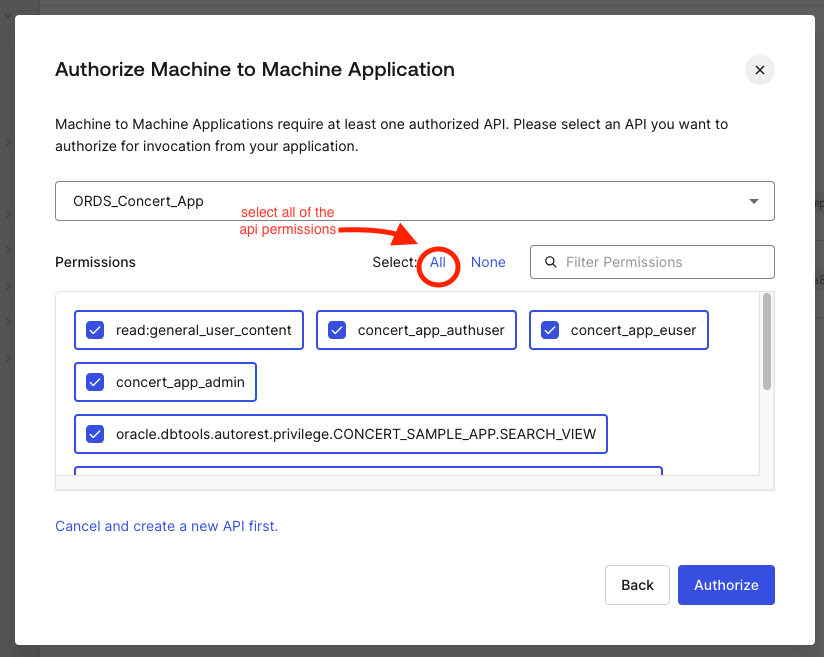 Authorize Machine to Machine Application
Machine to Machine Applications require at least one authorized API. Please select an API you want to
authorize for invocation from your application.
ORDS_Concert_App
select all of the
api permissions
Permissions
Select: All None
Filter Permissions
read:general_user_content concert_app_authuser concert_app_euser
concert_app_admin
oracle.dbtools.autorest.privilege.CONCERT_SAMPLE_APP.SEARCH_VIEW
Cancel and create a new API first.
Back Authorize